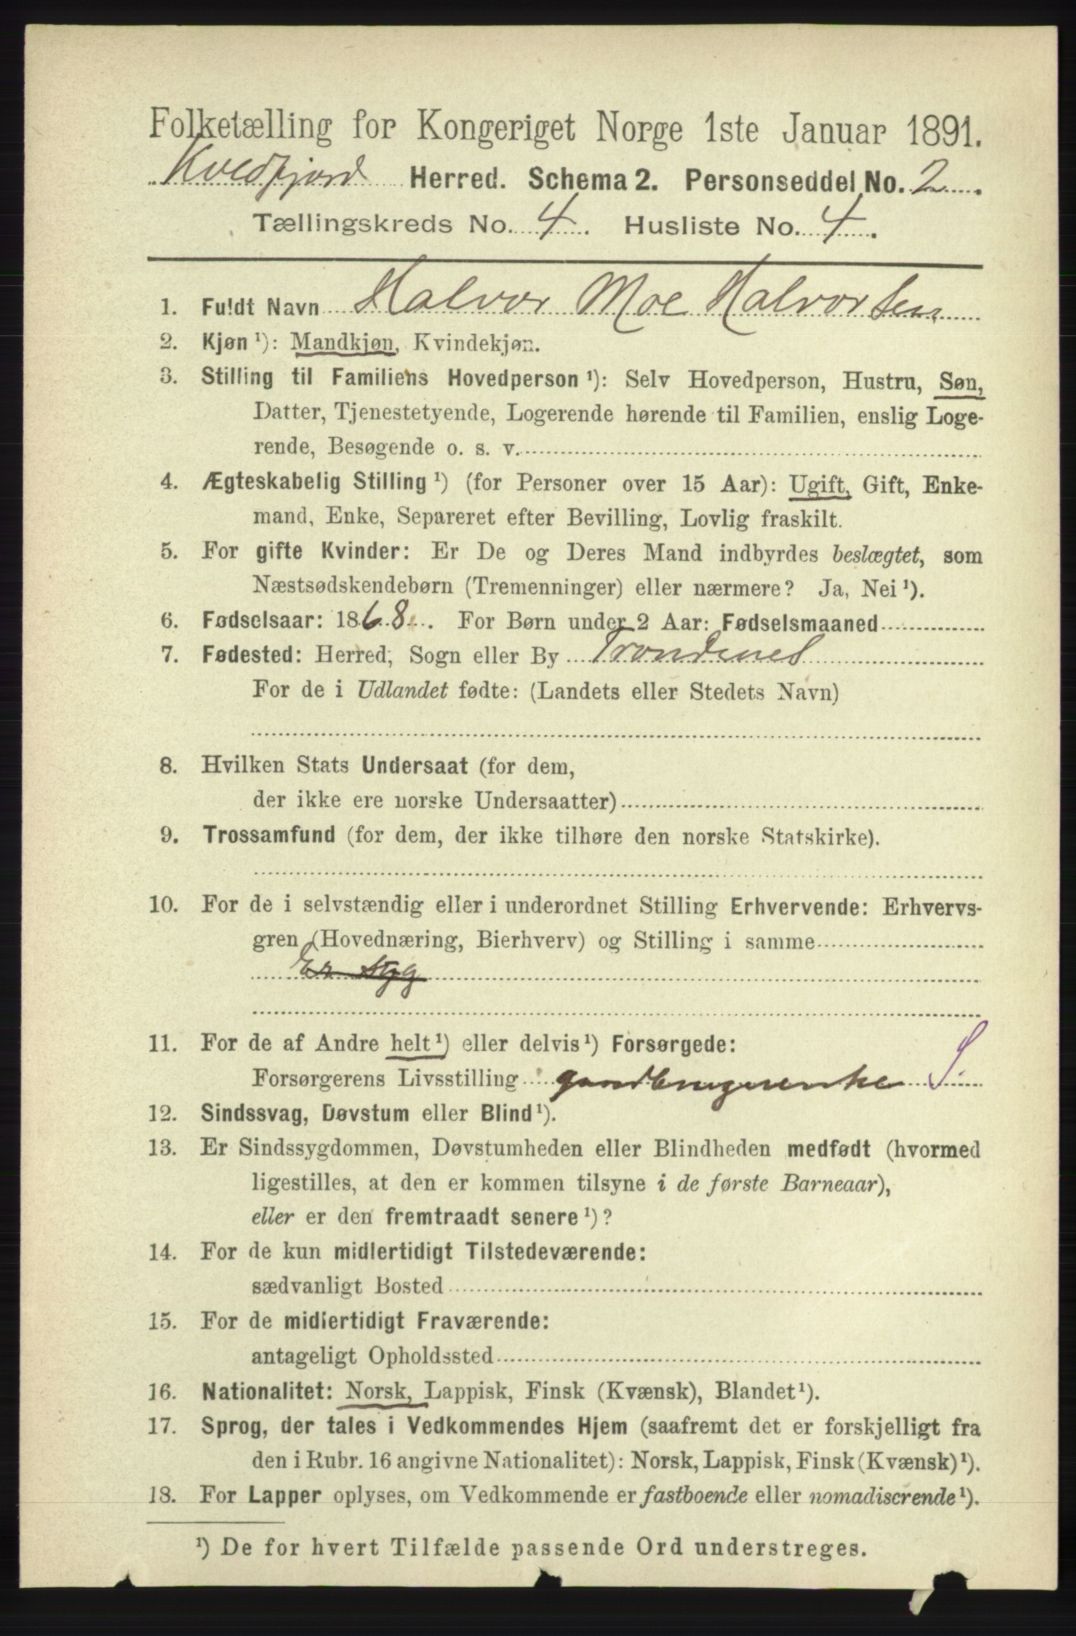 Folketælling for Kongeriget Norge 1ste Januar 1891.
Kvedfjord Herred. Schema 2. Personseddel No. 2.
Tællingskreds No. 4. Husliste No. 4.
1. Fuldt Navn Halvor Moe Halvorsen
2. Kjøn ¹): Mandkjøn, Kvindekjøn.
3. Stilling til Familiens Hovedperson ¹): Selv Hovedperson, Hustru, Søn,
Datter, Tjenestetyende, Logerende hørende til Familien, enslig Loge-
rende, Besøgende o. s. v.
4. Ægteskabelig Stilling ¹) (for Personer over 15 Aar): Ugift, Gift, Enke-
mand, Enke, Separeret efter Bevilling, Lovlig fraskilt.
5. For gifte Kvinder: Er De og Deres Mand indbyrdes beslægtet, som
Næstsødskendebørn (Tremenninger) eller nærmere? Ja, Nei ¹).
6. Fødselsaar: 1868. For Børn under 2 Aar: Fødselsmaaned
7. Fødested: Herred, Sogn eller By Trondenes
For de i Udlandet fødte: (Landets eller Stedets Navn)
8. Hvilken Stats Undersaat (for dem,
der ikke ere norske Undersaatter)
9. Trossamfund (for dem, der ikke tilhøre den norske Statskirke).
10. For de i selvstændig eller i underordnet Stilling Erhvervende: Erhvervs-
gren (Hovednæring, Bierhverv) og Stilling i samme
Er syg
11. For de af Andre helt ¹) eller delvis ¹) Forsørgede:
Forsørgerens Livsstilling gaardbrugerenke S.
12. Sindssvag, Døvstum eller Blind ¹).
13. Er Sindssygdommen, Døvstumheden eller Blindheden medfødt (hvormed
ligestilles, at den er kommen tilsyne i de første Barneaar),
eller er den fremtraadt senere ¹)?
14. For de kun midlertidigt Tilstedeværende:
sædvanligt Bosted
15. For de midlertidigt Fraværende:
antageligt Opholdssted
16. Nationalitet: Norsk, Lappisk, Finsk (Kvænsk), Blandet ¹).
17. Sprog, der tales i Vedkommendes Hjem (saafremt det er forskjelligt fra
den i Rubr. 16 angivne Nationalitet): Norsk, Lappisk, Finsk (Kvænsk) ¹).
18. For Lapper oplyses, om Vedkommende er fastboende eller nomadiserende ¹).
¹) De for hvert Tilfælde passende Ord understreges.